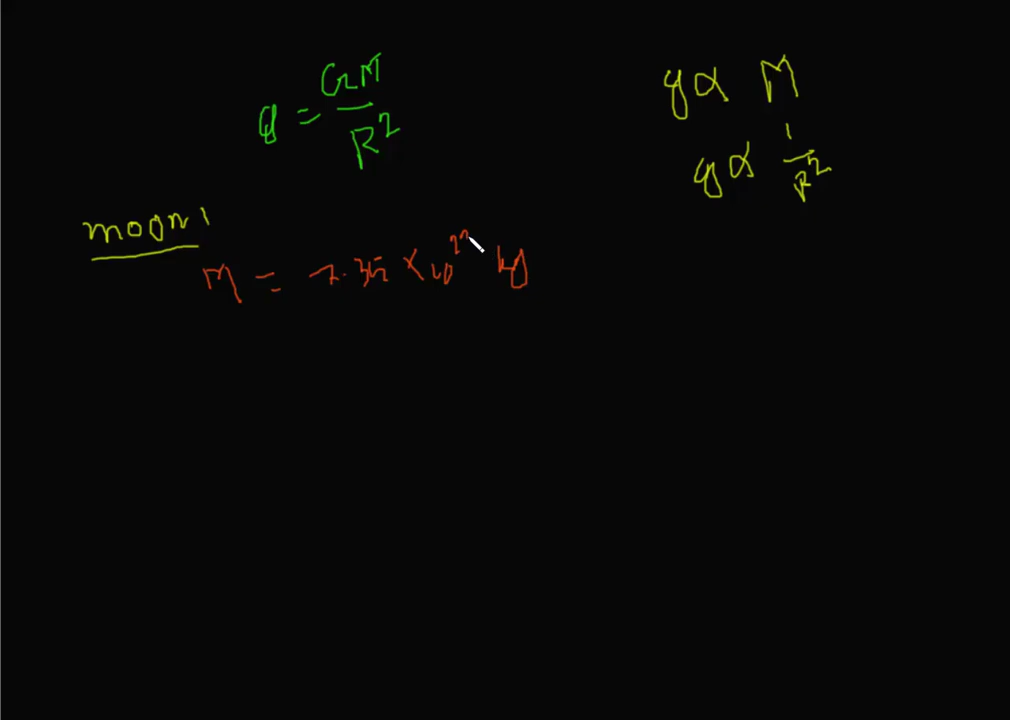 g = GM / R²
g ∝ M
g ∝ 1 / R²
moon :
M = 7.35 × 10²² kg